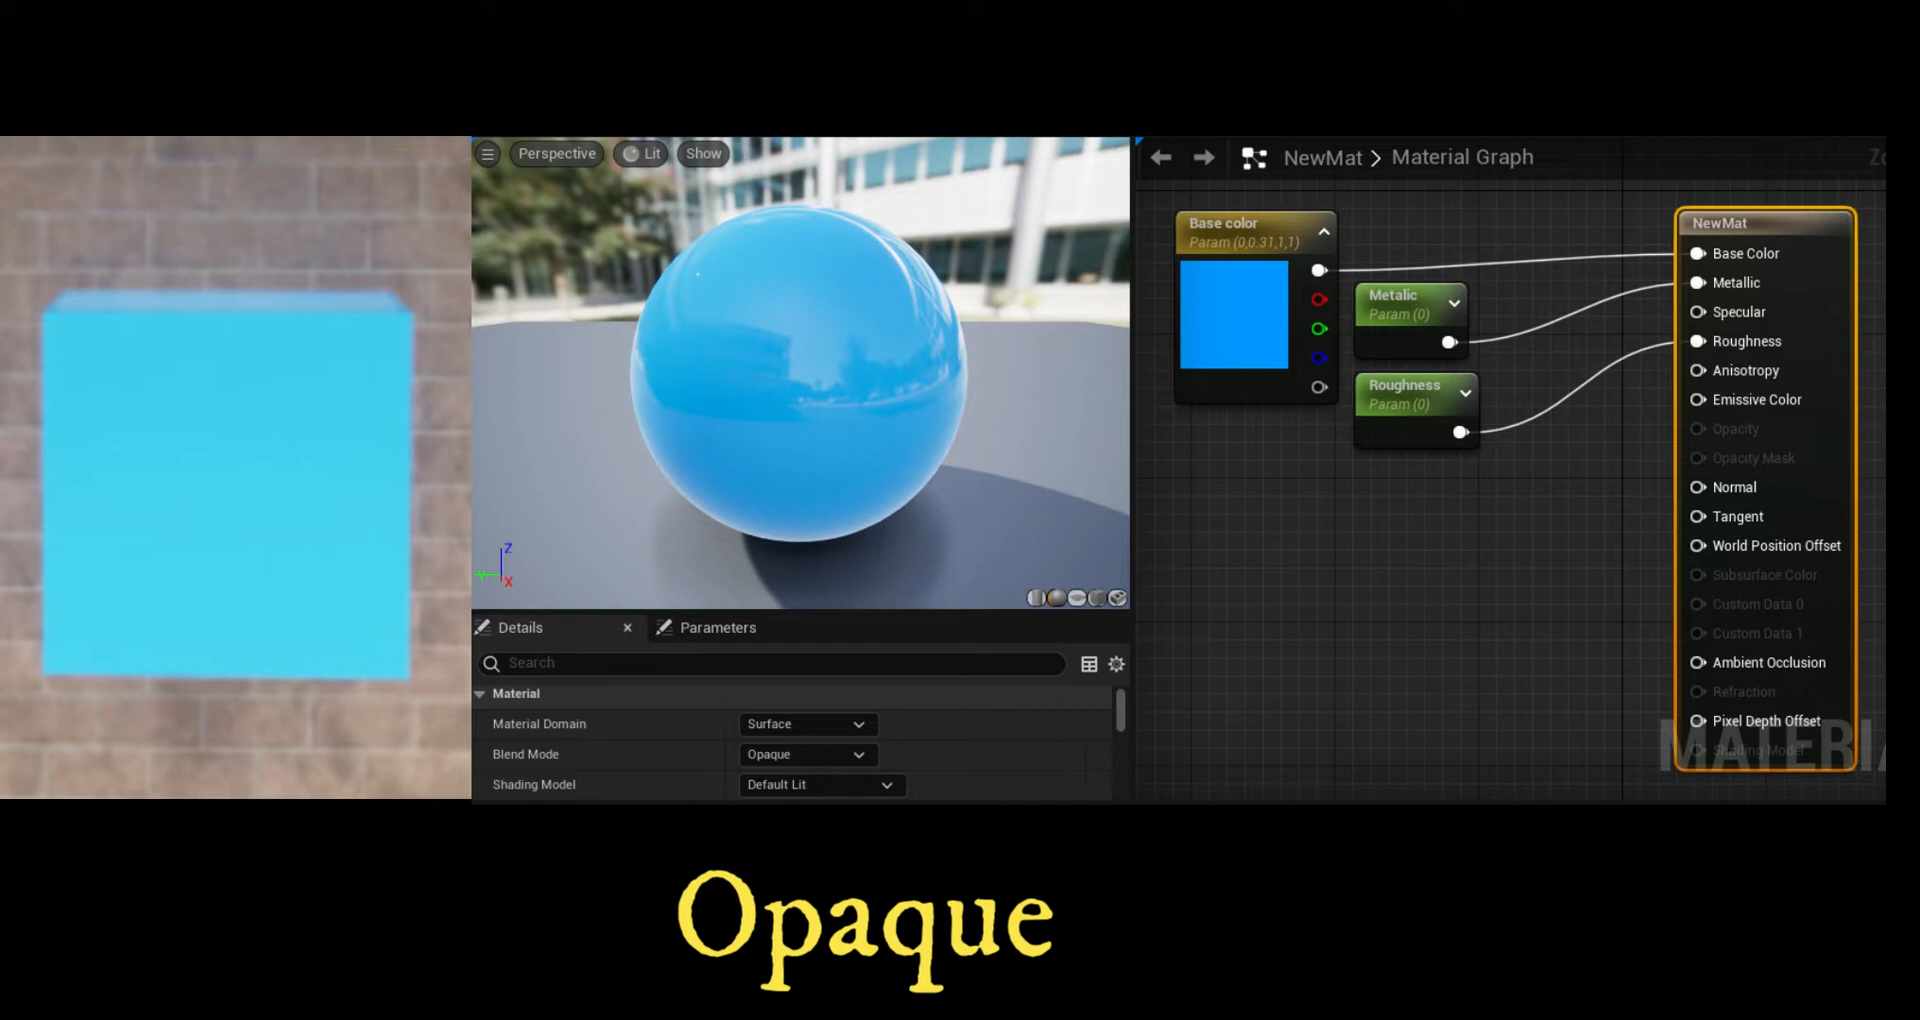 Perspective Lit Show
NewMat > Material Graph
Base color
Param (0,0.31,1,1)
Metalic
Param (0)
Roughness
Param (0)
NewMat
Base Color
Metallic
Specular
Roughness
Anisotropy
Emissive Color
Opacity
Opacity Mask
Normal
Tangent
World Position Offset
Subsurface Color
Custom Data 0
Custom Data 1
Ambient Occlusion
Refraction
Pixel Depth Offset
Shading Model
Z
X
Details
Parameters
Search
Material
Material Domain Surface
Blend Mode Opaque
Shading Model Default Lit
Opaque